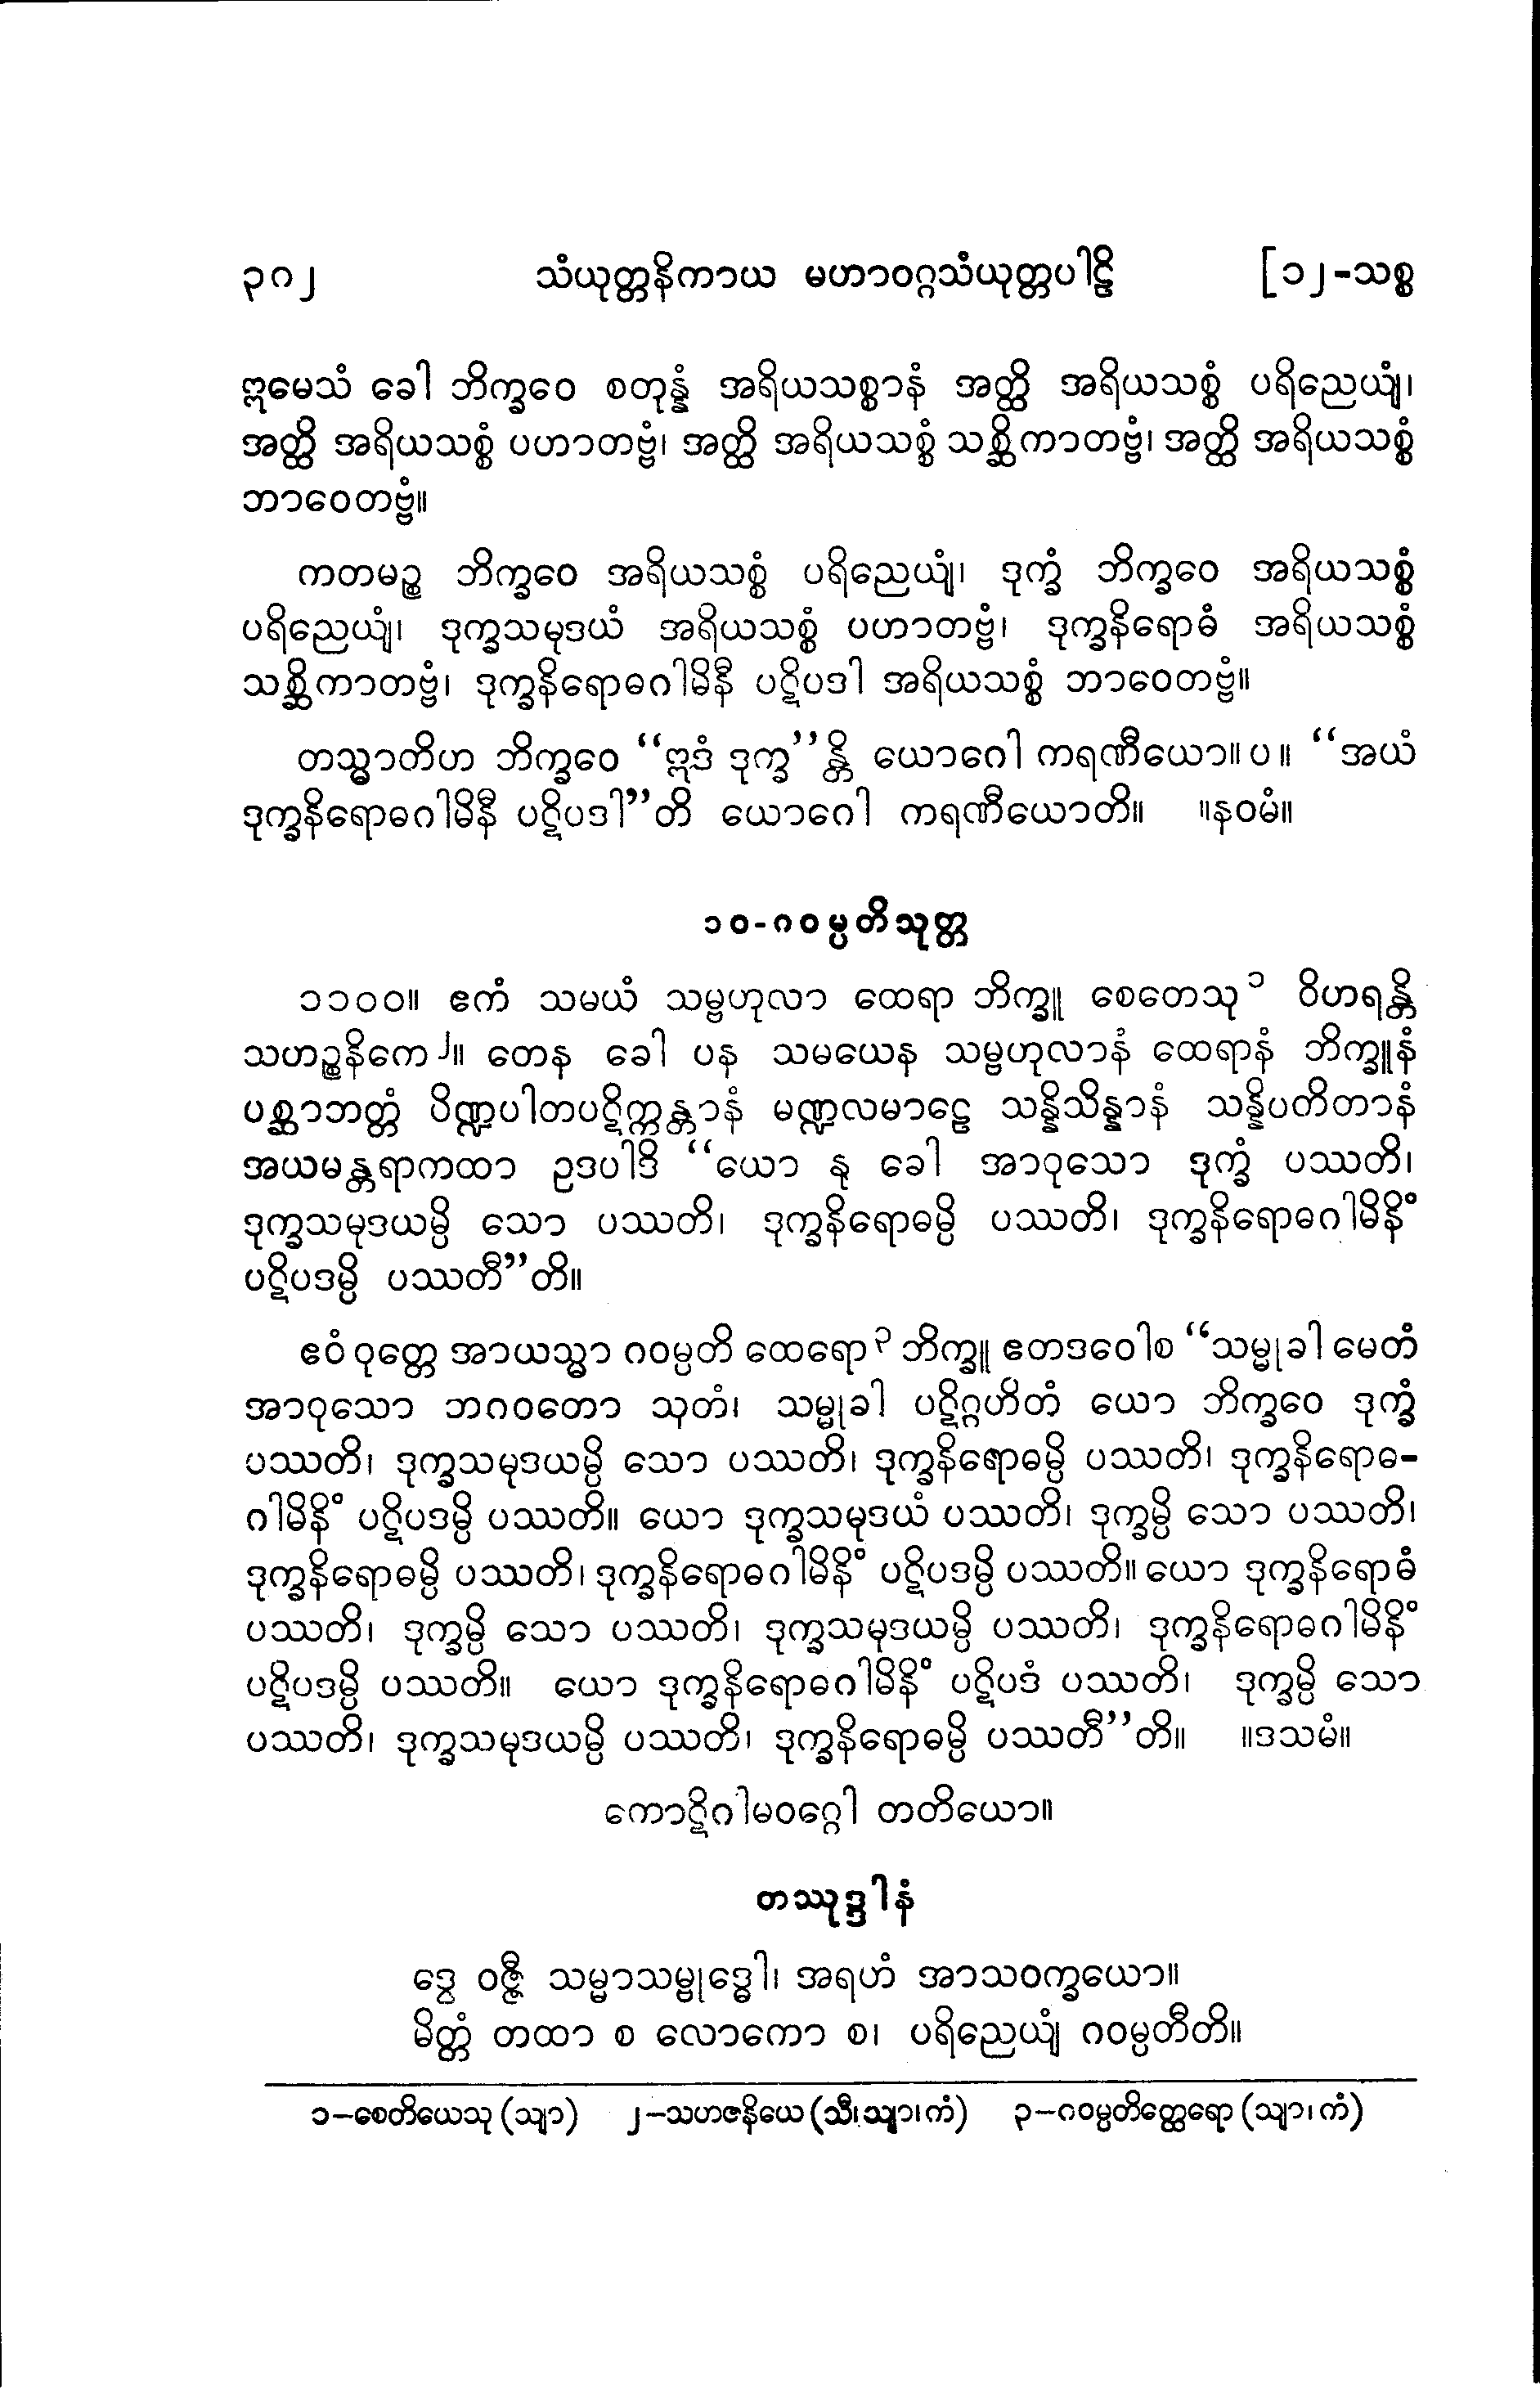 ၃၈၂ သံယုတ္တနိကာယ မဟာဝဂ္ဂသံယုတ္တပါဠိ [၁၂-သစ္စ
ဣမေသံ ခေါ ဘိက္ခဝေ စတုန္နံ အရိယသစ္စာနံ အတ္ထိ အရိယသစ္စံ ပရိညေယျံ၊
အတ္ထိ အရိယသစ္စံ ပဟာတဗ္ဗံ၊ အတ္ထိ အရိယသစ္စံ သစ္ဆိကာတဗ္ဗံ၊ အတ္ထိ အရိယသစ္စံ
ဘာဝေတဗ္ဗံ။
ကတမဉ္စ ဘိက္ခဝေ အရိယသစ္စံ ပရိညေယျံ၊ ဒုက္ခံ ဘိက္ခဝေ အရိယသစ္စံ
ပရိညေယျံ၊ ဒုက္ခသမုဒယံ အရိယသစ္စံ ပဟာတဗ္ဗံ၊ ဒုက္ခနိရောဓံ အရိယသစ္စံ
သစ္ဆိကာတဗ္ဗံ၊ ဒုက္ခနိရောဓဂါမိနီ ပဋိပဒါ အရိယသစ္စံ ဘာဝေတဗ္ဗံ။
တသ္မာတိဟ ဘိက္ခဝေ “ဣဒံ ဒုက္ခ”န္တိ ယောဂေါ ကရဏီယော။ပ။ “အယံ
ဒုက္ခနိရောဓဂါမိနီ ပဋိပဒါ”တိ ယောဂေါ ကရဏီယောတိ။ ။နဝမံ။
၁၀-ဂဝမ္ပတိသုတ္တ
၁၁၀၀။ ဧကံ သမယံ သမ္ဗဟုလာ ထေရာ ဘိက္ခူ စေတေသု၁ ဝိဟရန္တိ
သဟဉ္စနိကေ၂။ တေန ခေါ ပန သမယေန သမ္ဗဟုလာနံ ထေရာနံ ဘိက္ခူနံ
ပစ္ဆာဘတ္တံ ပိဏ္ဍပါတပဋိက္ကန္တာနံ မဏ္ဍလမာဠေ သန္နိသိန္နာနံ သန္နိပတိတာနံ
အယမန္တရာကထာ ဥဒပါဒိ “ယော နု ခေါ အာဝုသော ဒုက္ခံ ပဿတိ၊
ဒုက္ခသမုဒယမ္ပိ သော ပဿတိ၊ ဒုက္ခနိရောဓမ္ပိ ပဿတိ၊ ဒုက္ခနိရောဓဂါမိနိံ
ပဋိပဒမ္ပိ ပဿတီ”တိ။
ဧဝံ ဝုတ္တေ အာယသ္မာ ဂဝမ္ပတိ ထေရော၃ ဘိက္ခူ ဧတဒဝေါစ “သမ္မုခါ မေတံ
အာဝုသော ဘဂဝတော သုတံ၊ သမ္မုခါ ပဋိဂ္ဂဟိတံ ယော ဘိက္ခဝေ ဒုက္ခံ
ပဿတိ၊ ဒုက္ခသမုဒယမ္ပိ သော ပဿတိ၊ ဒုက္ခနိရောဓမ္ပိ ပဿတိ၊ ဒုက္ခနိရောဓ-
ဂါမိနိံ ပဋိပဒမ္ပိ ပဿတိ။ ယော ဒုက္ခသမုဒယံ ပဿတိ၊ ဒုက္ခမ္ပိ သော ပဿတိ၊
ဒုက္ခနိရောဓမ္ပိ ပဿတိ၊ ဒုက္ခနိရောဓဂါမိနိံ ပဋိပဒမ္ပိ ပဿတိ။ ယော ဒုက္ခနိရောဓံ
ပဿတိ၊ ဒုက္ခမ္ပိ သော ပဿတိ၊ ဒုက္ခသမုဒယမ္ပိ ပဿတိ၊ ဒုက္ခနိရောဓဂါမိနိံ
ပဋိပဒမ္ပိ ပဿတိ။ ယော ဒုက္ခနိရောဓဂါမိနိံ ပဋိပဒံ ပဿတိ၊ ဒုက္ခမ္ပိ သော
ပဿတိ၊ ဒုက္ခသမုဒယမ္ပိ ပဿတိ၊ ဒုက္ခနိရောဓမ္ပိ ပဿတီ”တိ။ ။ဒသမံ။
ကောဋိဂါမဝဂ္ဂေါ တတိယော။
တဿုဒ္ဒါနံ
ဒွေ ဝဇ္ဇီ သမ္မာသမ္ဗုဒ္ဓေါ၊ အရဟံ အာသဝက္ခယော။
မိတ္တံ တထာ စ လောကော စ၊ ပရိညေယျံ ဂဝမ္ပတီတိ။
၁–စေတိယေသု (သျာ) ၂–သဟဇနိယေ (သီ၊သျာ၊ကံ) ၃–ဂဝမ္ပတိတ္ထေရော (သျာ၊ကံ)